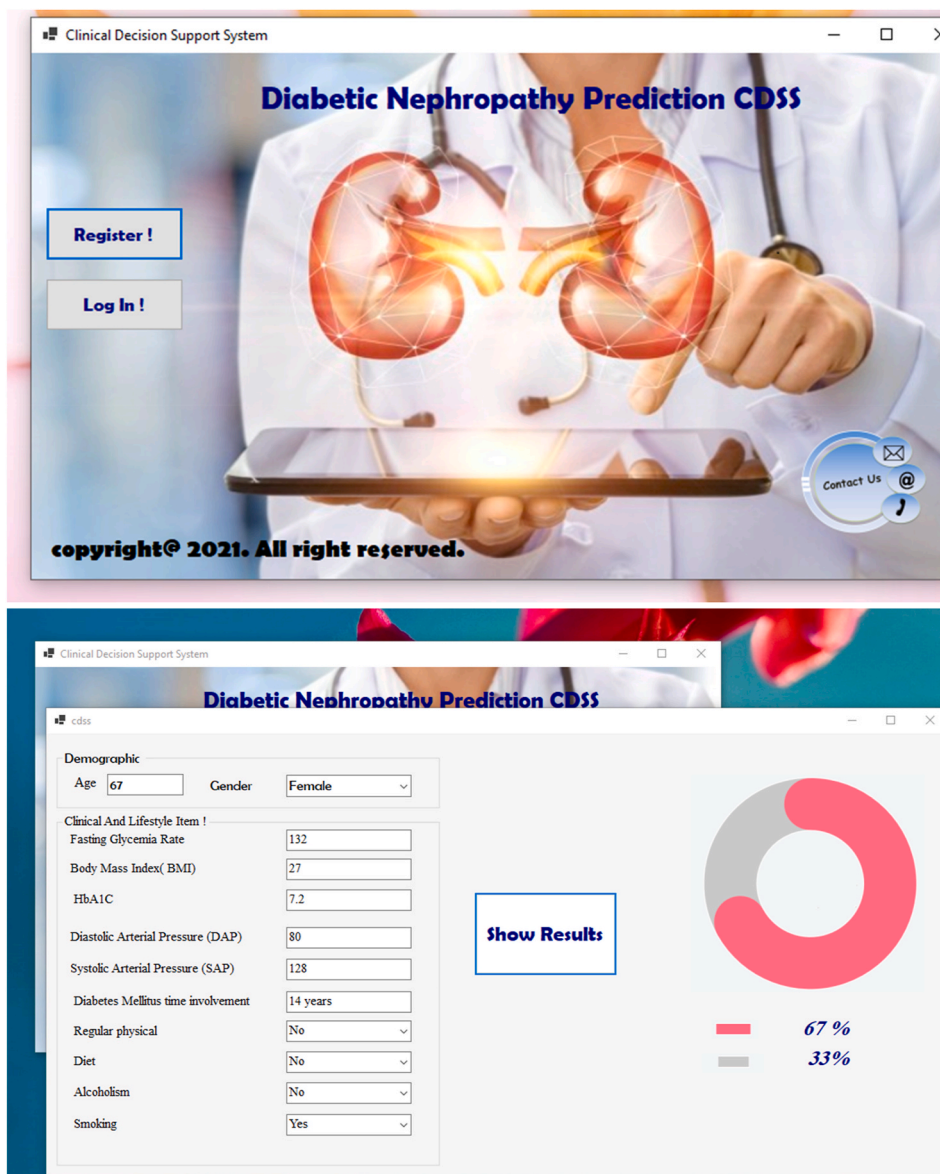 Clinical Decision Support System
Diabetic Nephropathy Prediction CDSS
Register !
Log In !
Contact Us
@
copyright@ 2021. All right reserved.
Clinical Decision Support System
Diabetic Nephropathy Prediction CDSS
cdss
Demographic
Age 67 Gender Female
Clinical And Lifestyle Item !
Fasting Glycemia Rate 132
Body Mass Index( BMI) 27
HbA1C 7.2
Diastolic Arterial Pressure (DAP) 80
Show Results
Systolic Arterial Pressure (SAP) 128
Diabetes Mellitus time involvement 14 years
Regular physical No
Diet No
Alcoholism No
Smoking Yes
67 %
33%